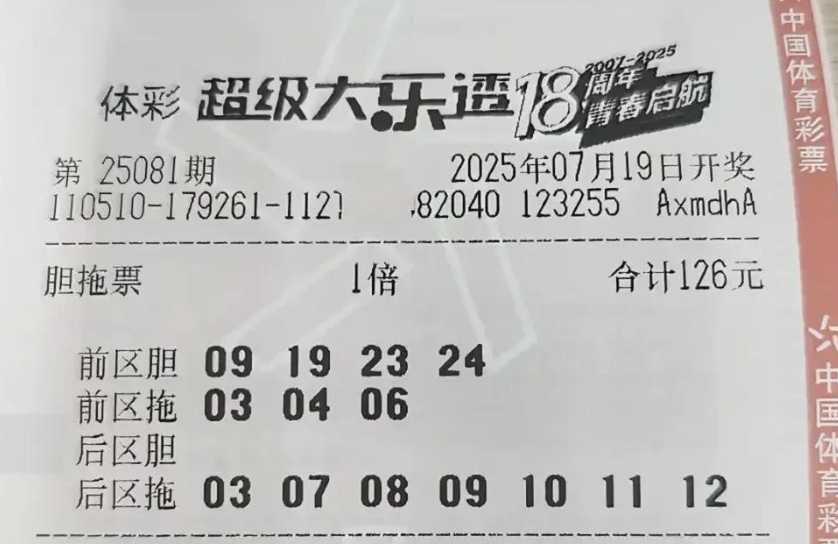 体彩 超级大乐透 18周年 2007-2025 青春启航
第 25081期 2025年07月19日开奖
110510-179261-1127 82040 123255 AxmdhA
胆拖票 1倍 合计126元
前区胆 09 19 23 24
前区拖 03 04 06
后区胆
后区拖 03 07 08 09 10 11 12
中国体育彩票
中国体育彩